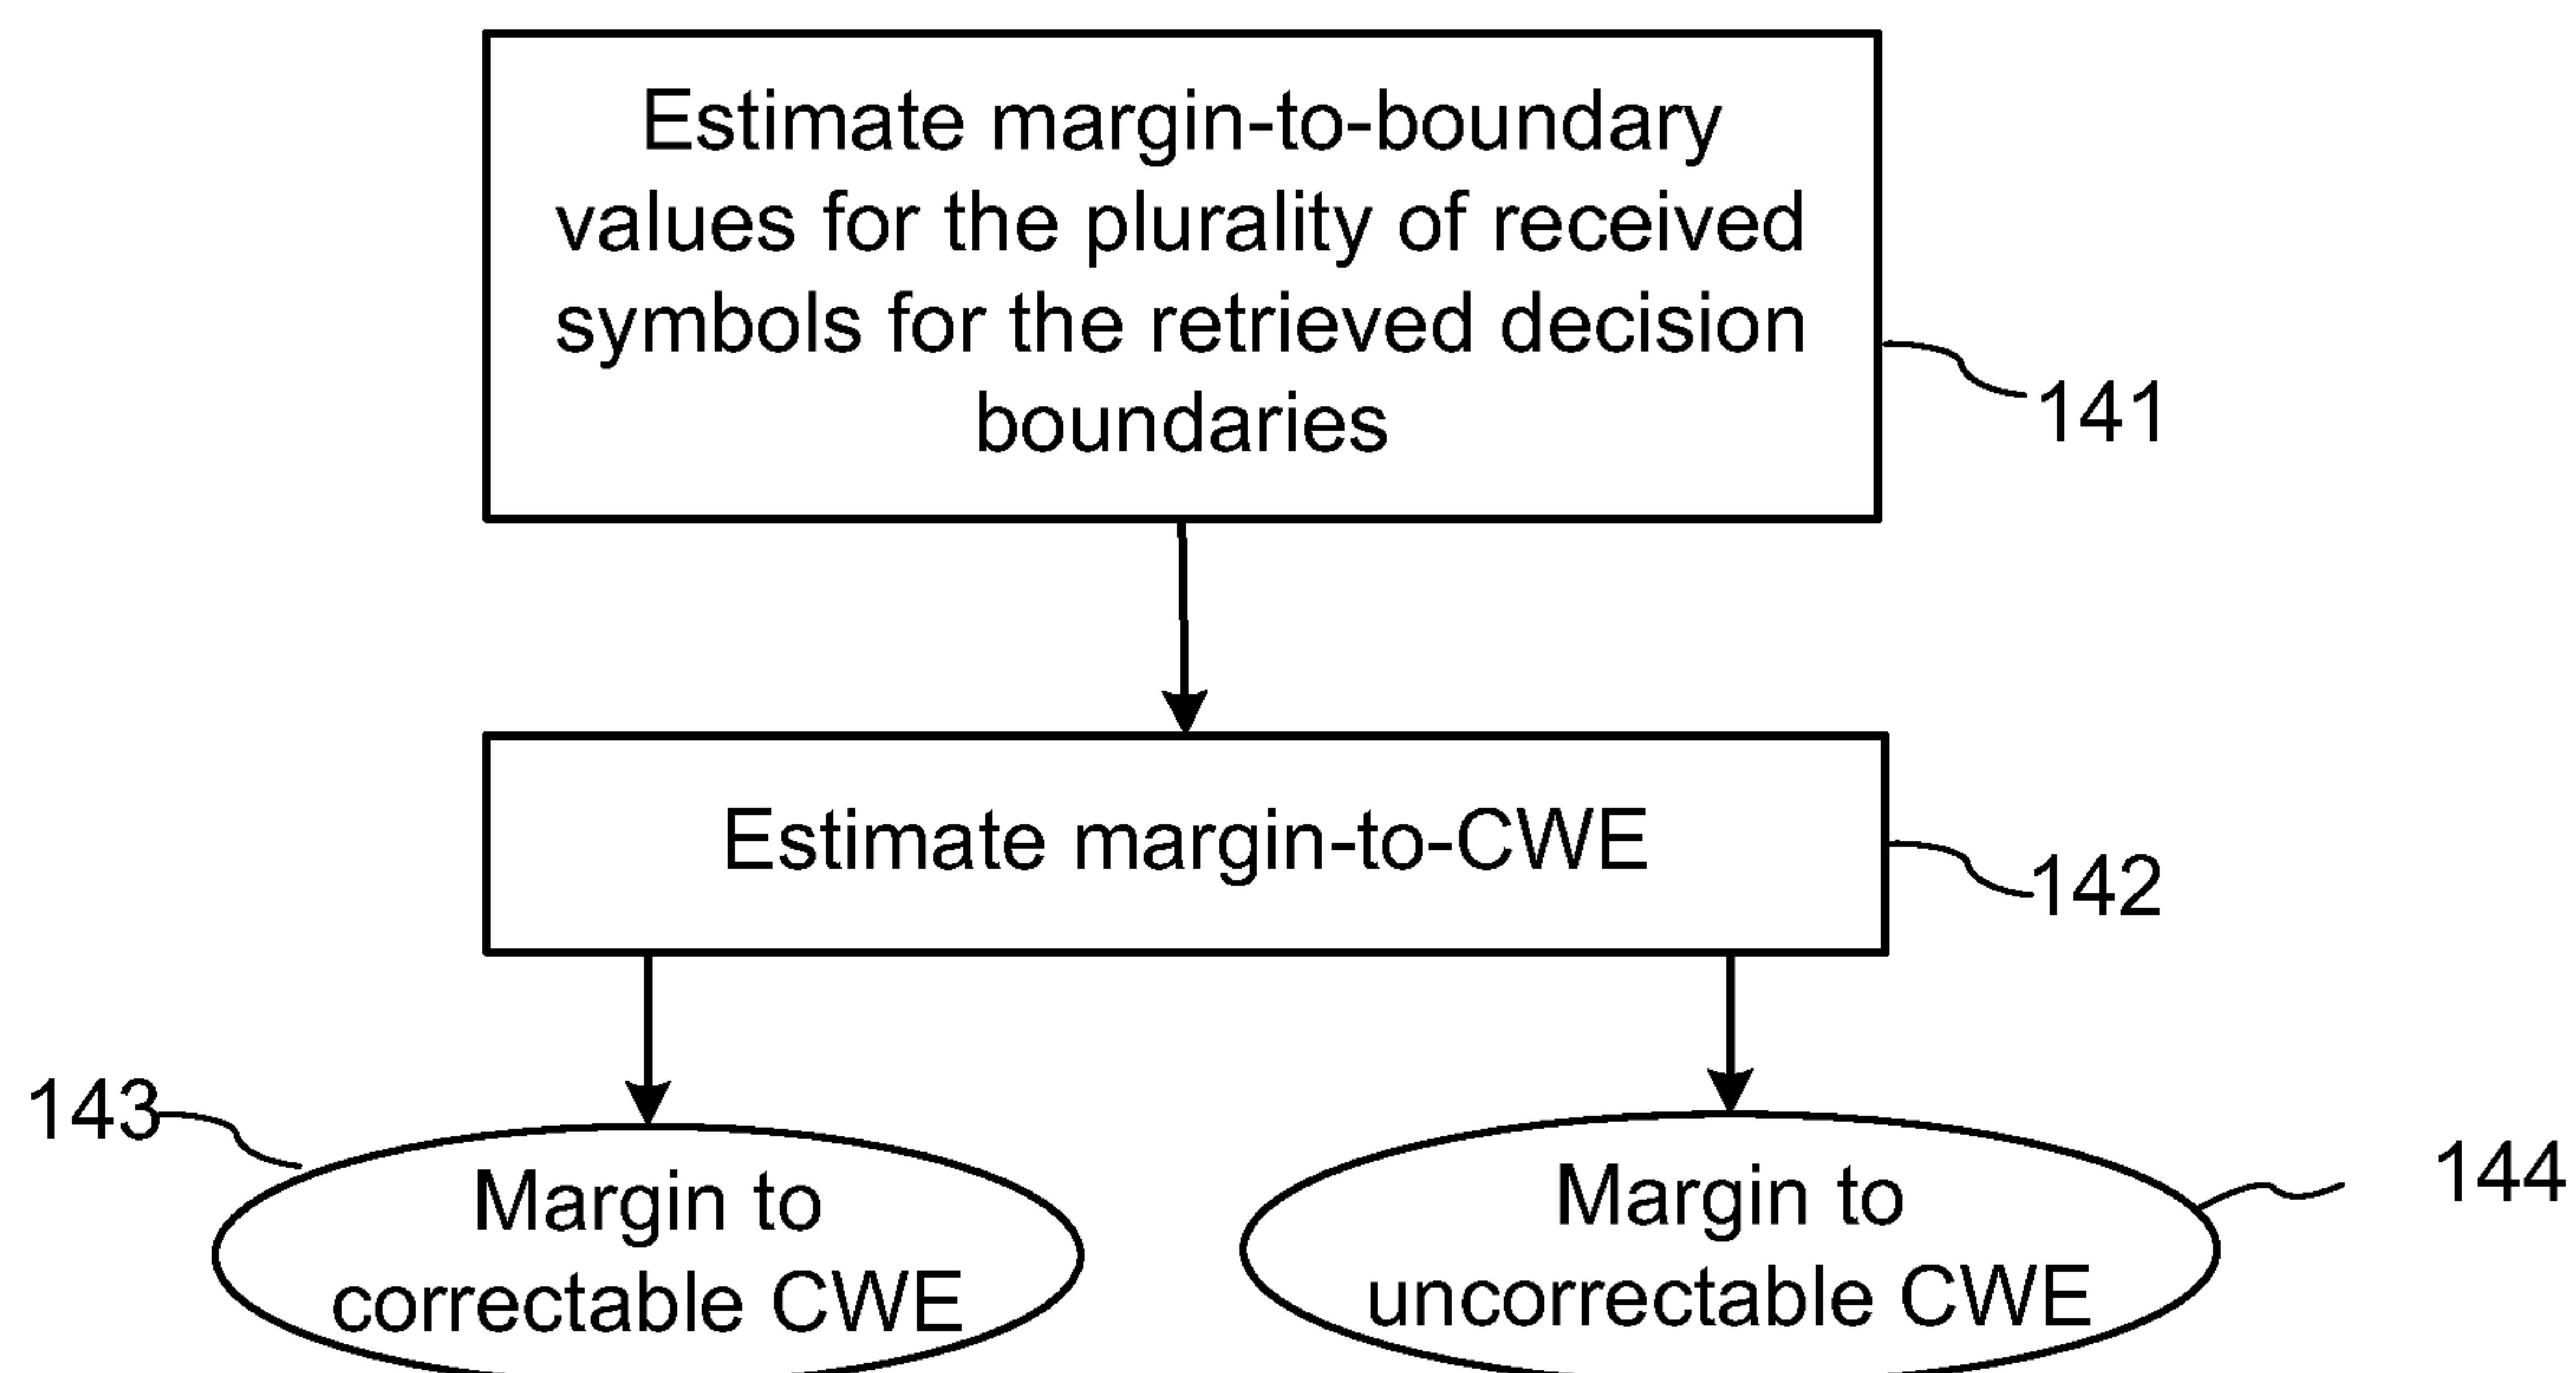 Estimate margin-to-boundary
values for the plurality of received
symbols for the retrieved decision
boundaries
141
Estimate margin-to-CWE
142
143
Margin to
correctable CWE
Margin to
uncorrectable CWE
144